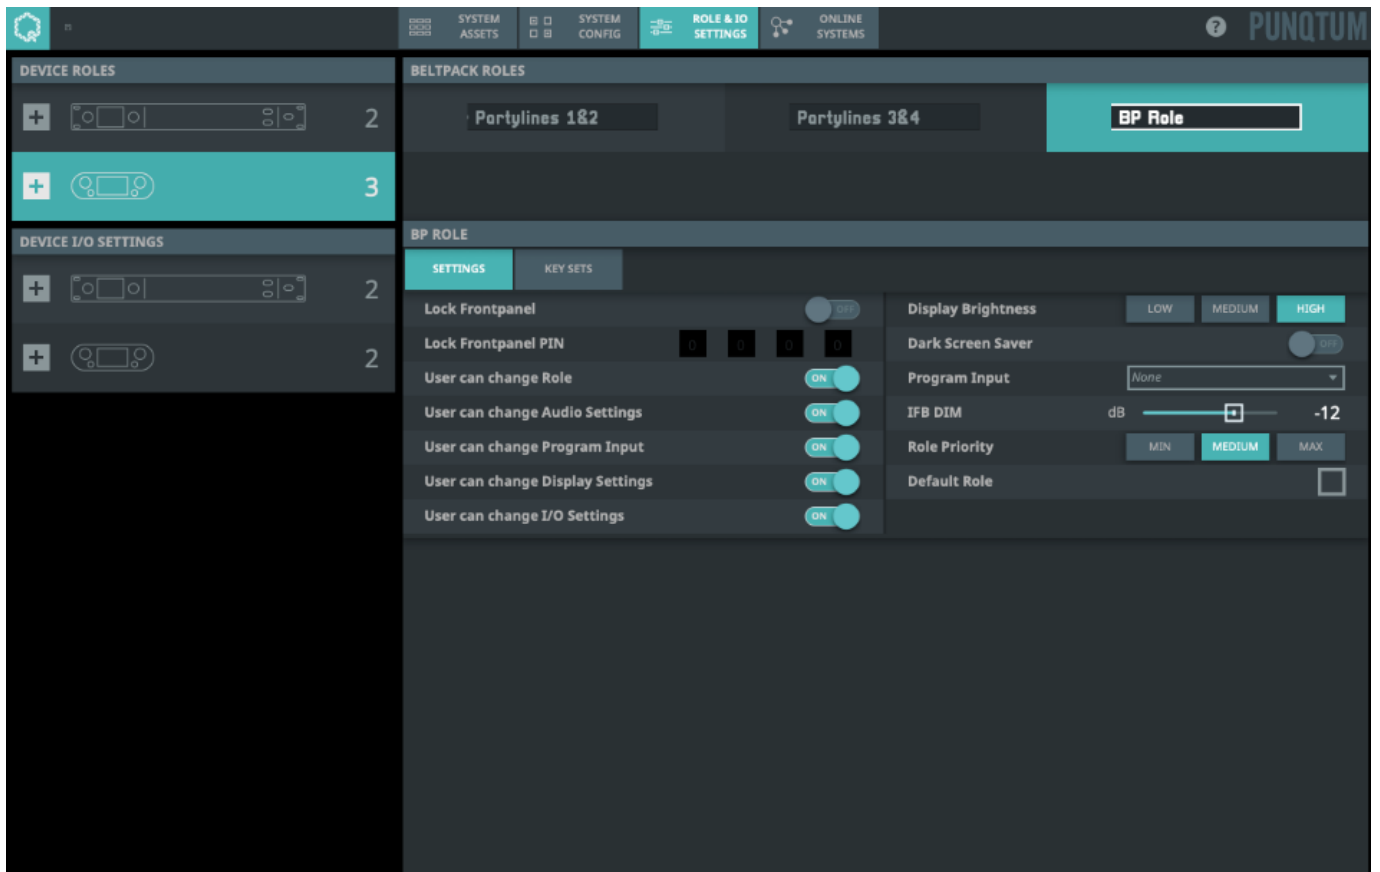 SYSTEM ASSETS
SYSTEM CONFIG
ROLE & IO SETTINGS
ONLINE SYSTEMS
?
PUNQTUM
DEVICE ROLES
2
3
DEVICE I/O SETTINGS
2
2
BELTPACK ROLES
Partylines 1&2
Partylines 3&4
BP Role
BP ROLE
SETTINGS
KEY SETS
Lock Frontpanel OFF
Lock Frontpanel PIN 0 0 0 0
User can change Role ON
User can change Audio Settings ON
User can change Program Input ON
User can change Display Settings ON
User can change I/O Settings ON
Display Brightness LOW MEDIUM HIGH
Dark Screen Saver OFF
Program Input None
IFB DIM dB -12
Role Priority MIN MEDIUM MAX
Default Role